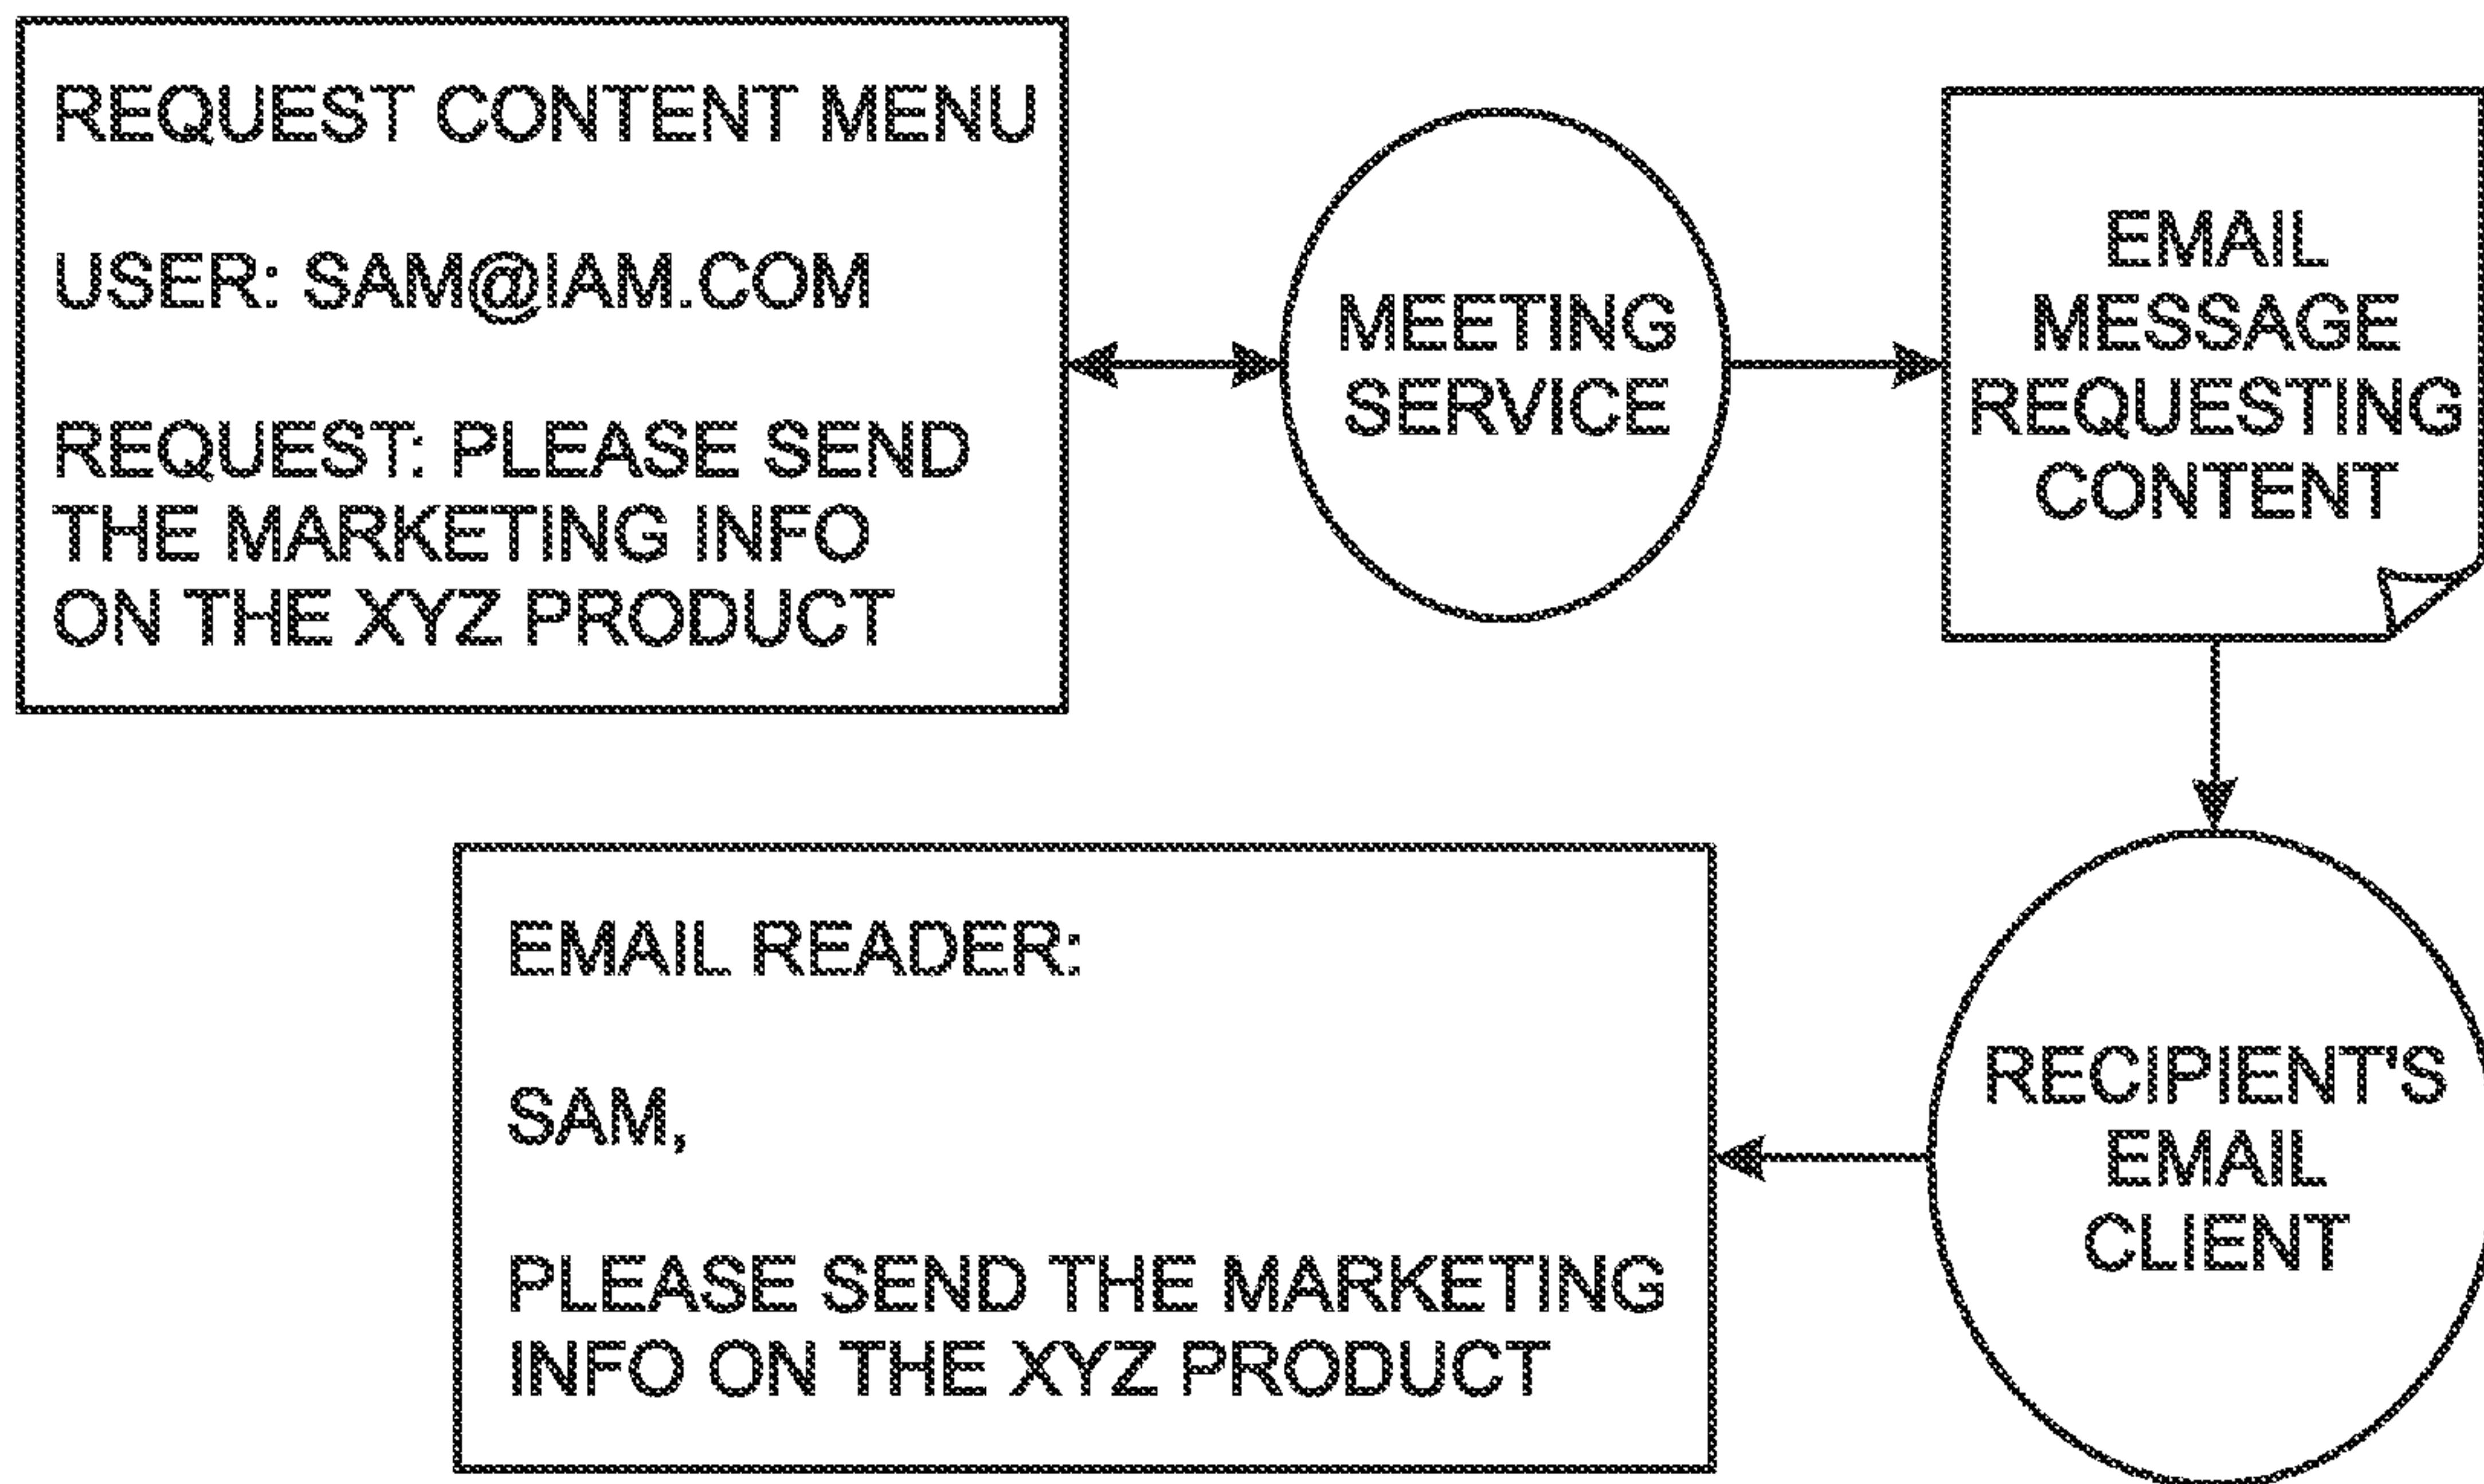 REQUEST CONTENT MENU
USER: SAM@IAM.COM
REQUEST: PLEASE SEND
THE MARKETING INFO
ON THE XYZ PRODUCT
MEETING
SERVICE
EMAIL
MESSAGE
REQUESTING
CONTENT
RECIPIENT'S
EMAIL
CLIENT
EMAIL READER:
SAM,
PLEASE SEND THE MARKETING
INFO ON THE XYZ PRODUCT